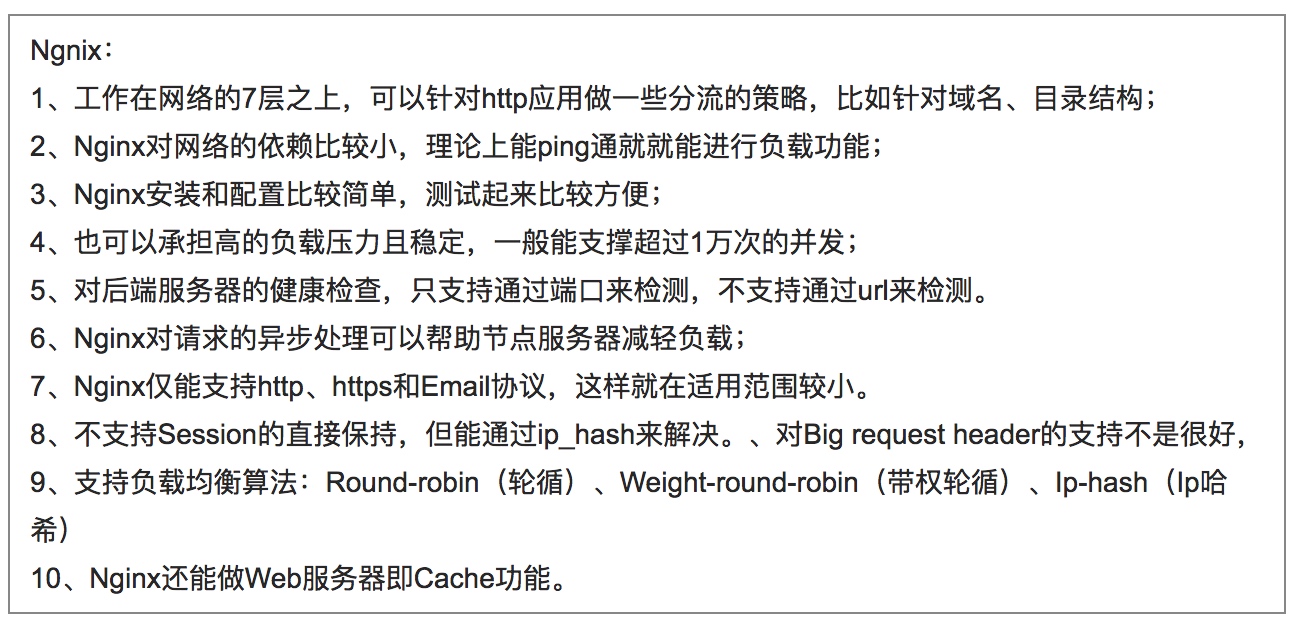 Ngnix：
1、工作在网络的7层之上，可以针对http应用做一些分流的策略，比如针对域名、目录结构；
2、Nginx对网络的依赖比较小，理论上能ping通就就能进行负载功能；
3、Nginx安装和配置比较简单，测试起来比较方便；
4、也可以承担高的负载压力且稳定，一般能支撑超过1万次的并发；
5、对后端服务器的健康检查，只支持通过端口来检测，不支持通过url来检测。
6、Nginx对请求的异步处理可以帮助节点服务器减轻负载；
7、Nginx仅能支持http、https和Email协议，这样就在适用范围较小。
8、不支持Session的直接保持，但能通过ip_hash来解决。、对Big request header的支持不是很好，
9、支持负载均衡算法：Round-robin（轮循）、Weight-round-robin（带权轮循）、Ip-hash（Ip哈
希）
10、Nginx还能做Web服务器即Cache功能。